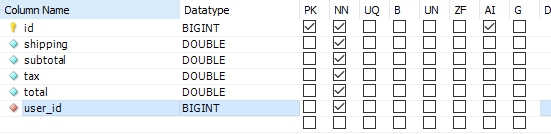 Column Name Datatype PK NN UQ B UN ZF AI G D
id BIGINT
shipping DOUBLE
subtotal DOUBLE
tax DOUBLE
total DOUBLE
user_id BIGINT